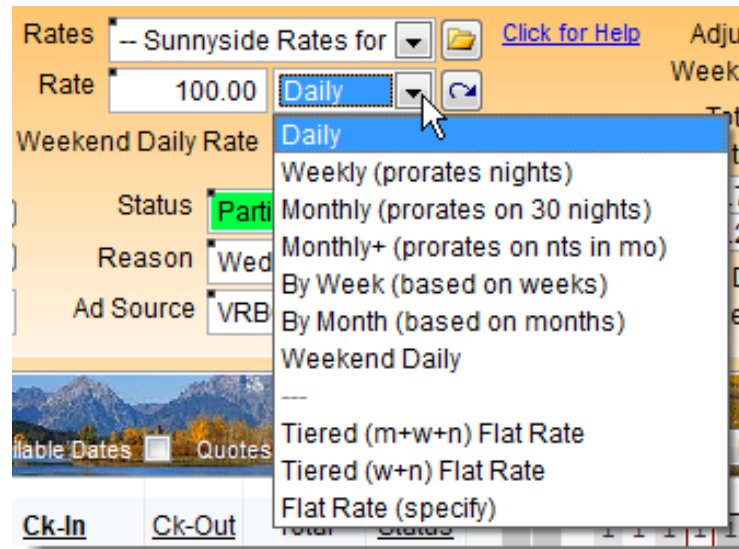 Rates -- Sunnyside Rates for Click for Help
Rate 100.00 Daily
Weekend Daily Rate
Daily
Weekly (prorates nights)
Status
Monthly (prorates on 30 nights)
Reason
Monthly+ (prorates on nts in mo)
By Week (based on weeks)
Ad Source
By Month (based on months)
Weekend Daily
---
Tiered (m+w+n) Flat Rate
Quotes
Tiered (w+n) Flat Rate
Flat Rate (specify)
Ck-In Ck-Out Total Status